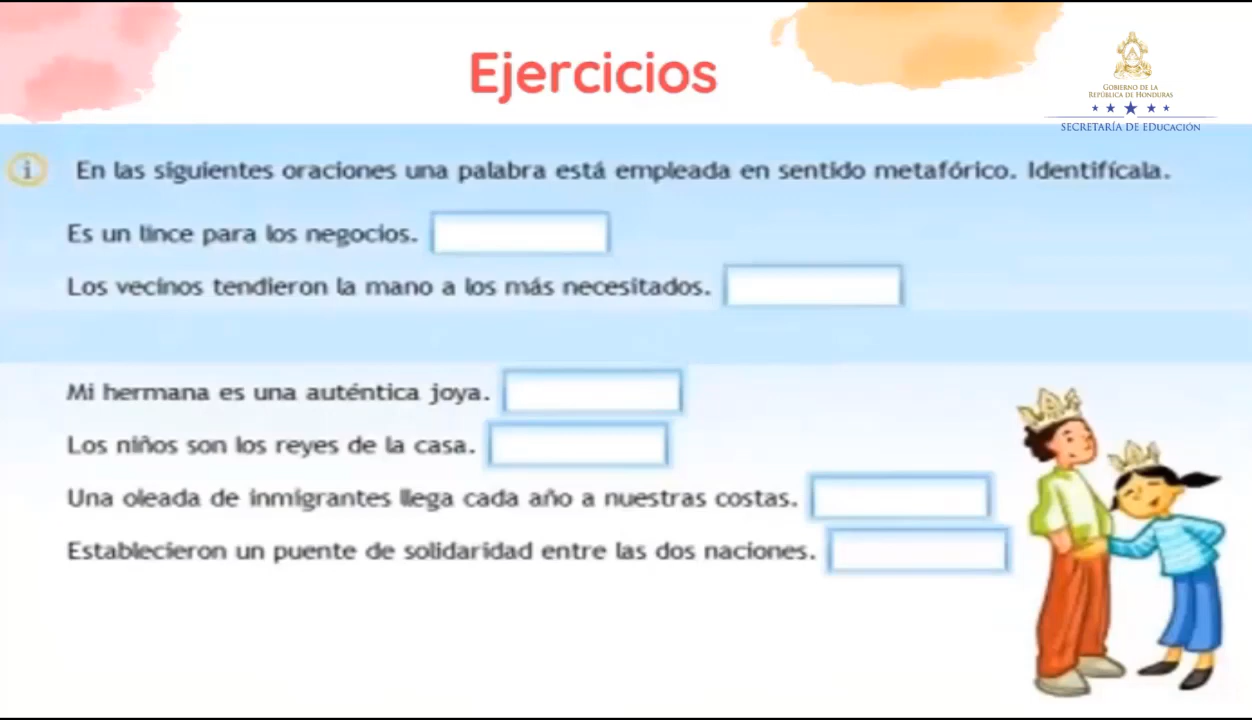 Ejercicios
GOBIERNO DE LA
REPÚBLICA DE HONDURAS
SECRETARÍA DE EDUCACIÓN
i En las siguientes oraciones una palabra está empleada en sentido metafórico. Identifícala.
Es un lince para los negocios.
Los vecinos tendieron la mano a los más necesitados.
Mi hermana es una auténtica joya.
Los niños son los reyes de la casa.
Una oleada de inmigrantes llega cada año a nuestras costas.
Establecieron un puente de solidaridad entre las dos naciones.